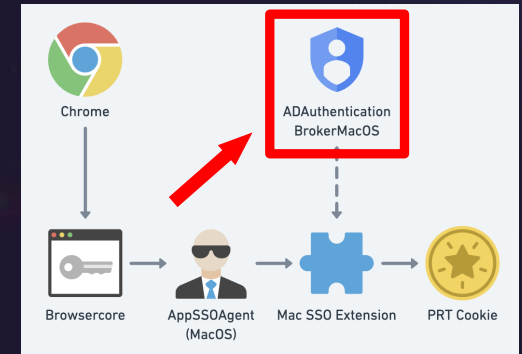 Chrome
ADAuthentication
BrokerMacOS
Browsercore
AppSSOAgent
(MacOS)
Mac SSO Extension
PRT Cookie